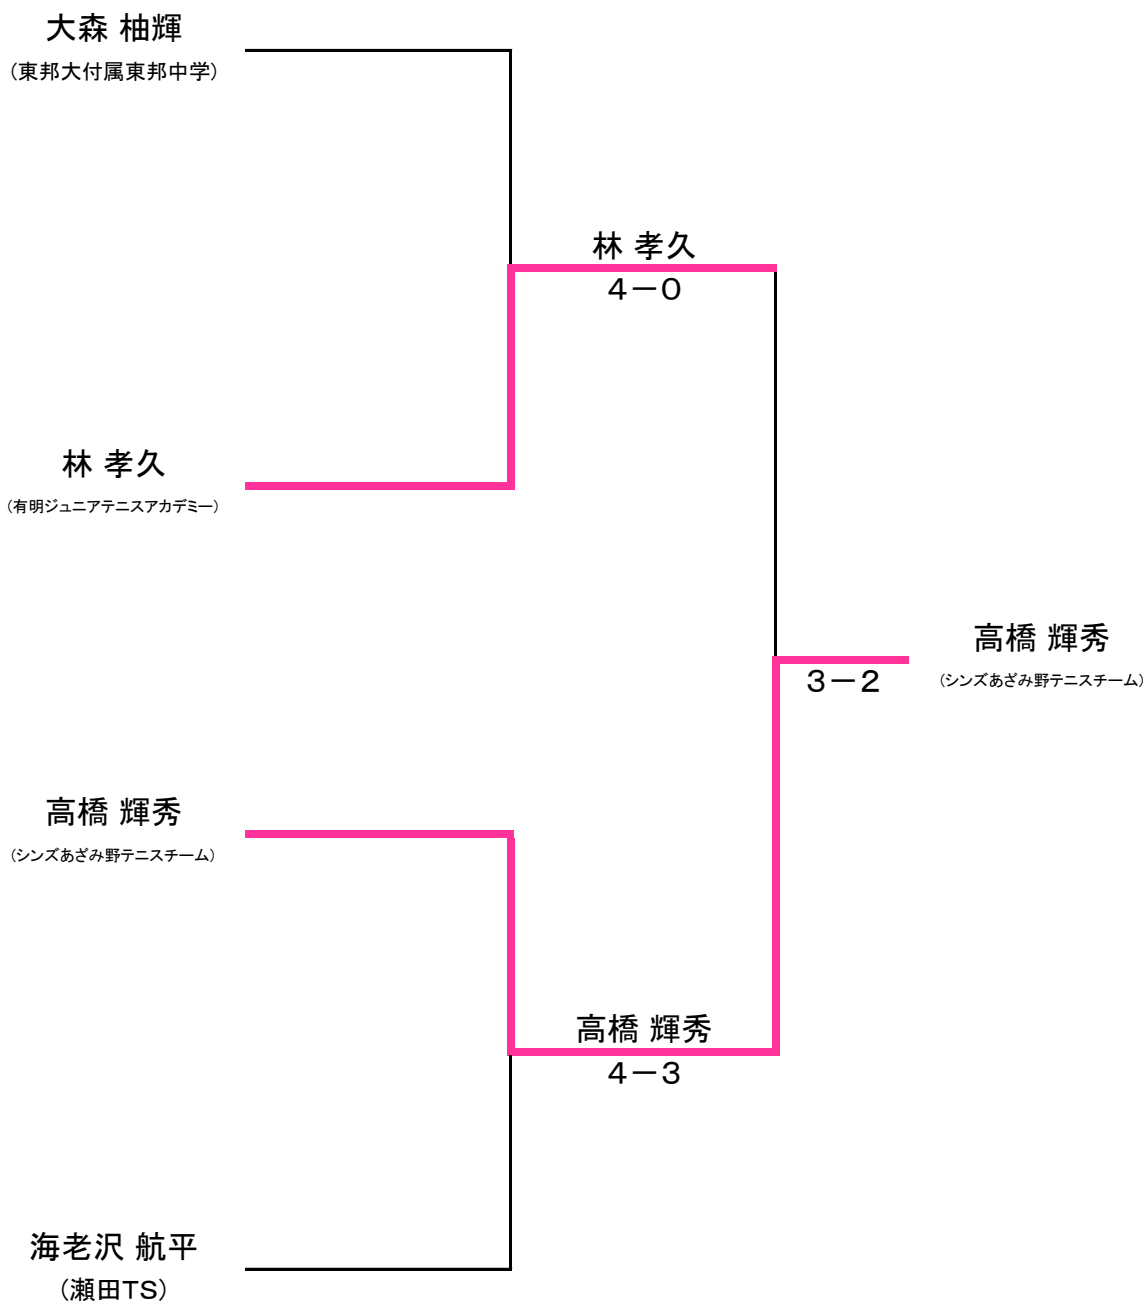 大森 柚輝
(東邦大付属東邦中学)
林 孝久
4－0
林 孝久
(有明ジュニアテニスアカデミー)
高橋 輝秀
(シンズあざみ野テニスチーム)
3－2
高橋 輝秀
(シンズあざみ野テニスチーム)
高橋 輝秀
4－3
海老沢 航平
(瀬田TS)